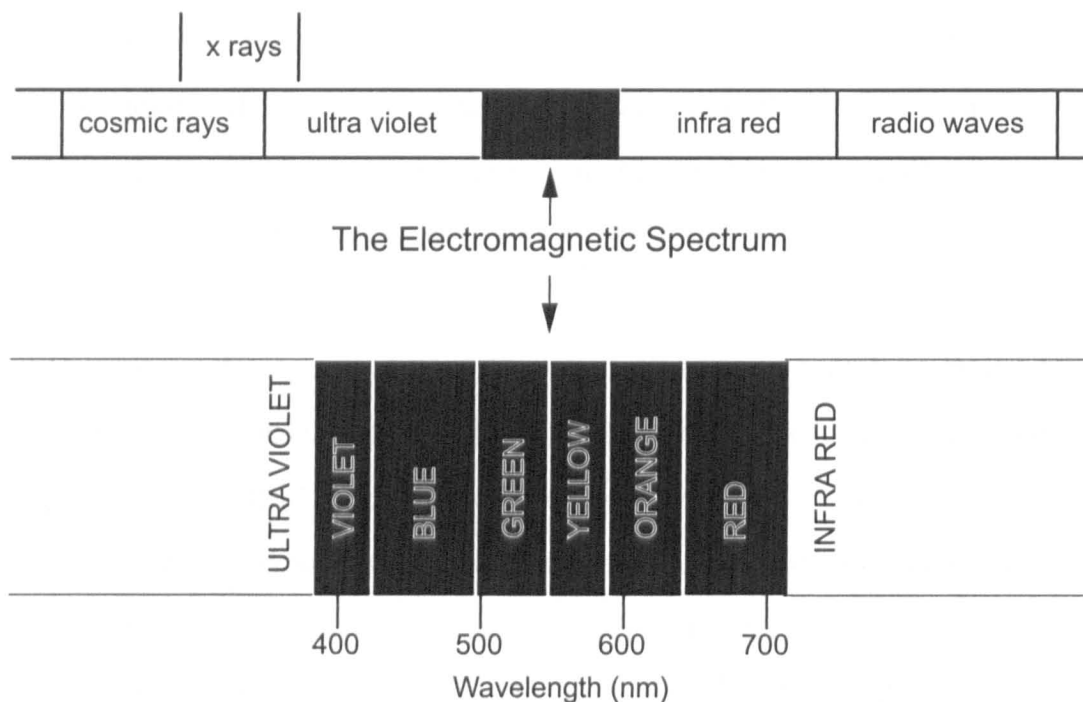 x rays
cosmic rays ultra violet infra red radio waves
The Electromagnetic Spectrum
ULTRA VIOLET
VIOLET
BLUE
GREEN
YELLOW
ORANGE
RED
INFRA RED
400 500 600 700
Wavelength (nm)